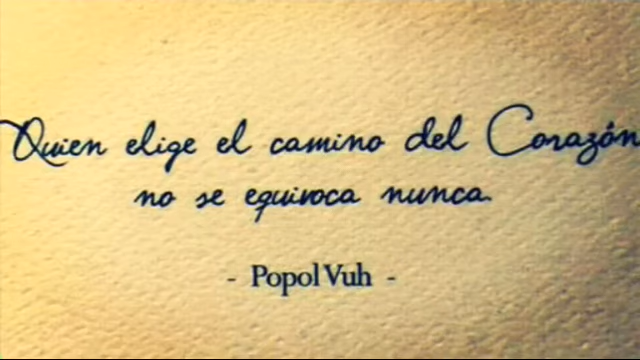 Quien elige el camino del Corazón
no se equivoca nunca.
- Popol Vuh -